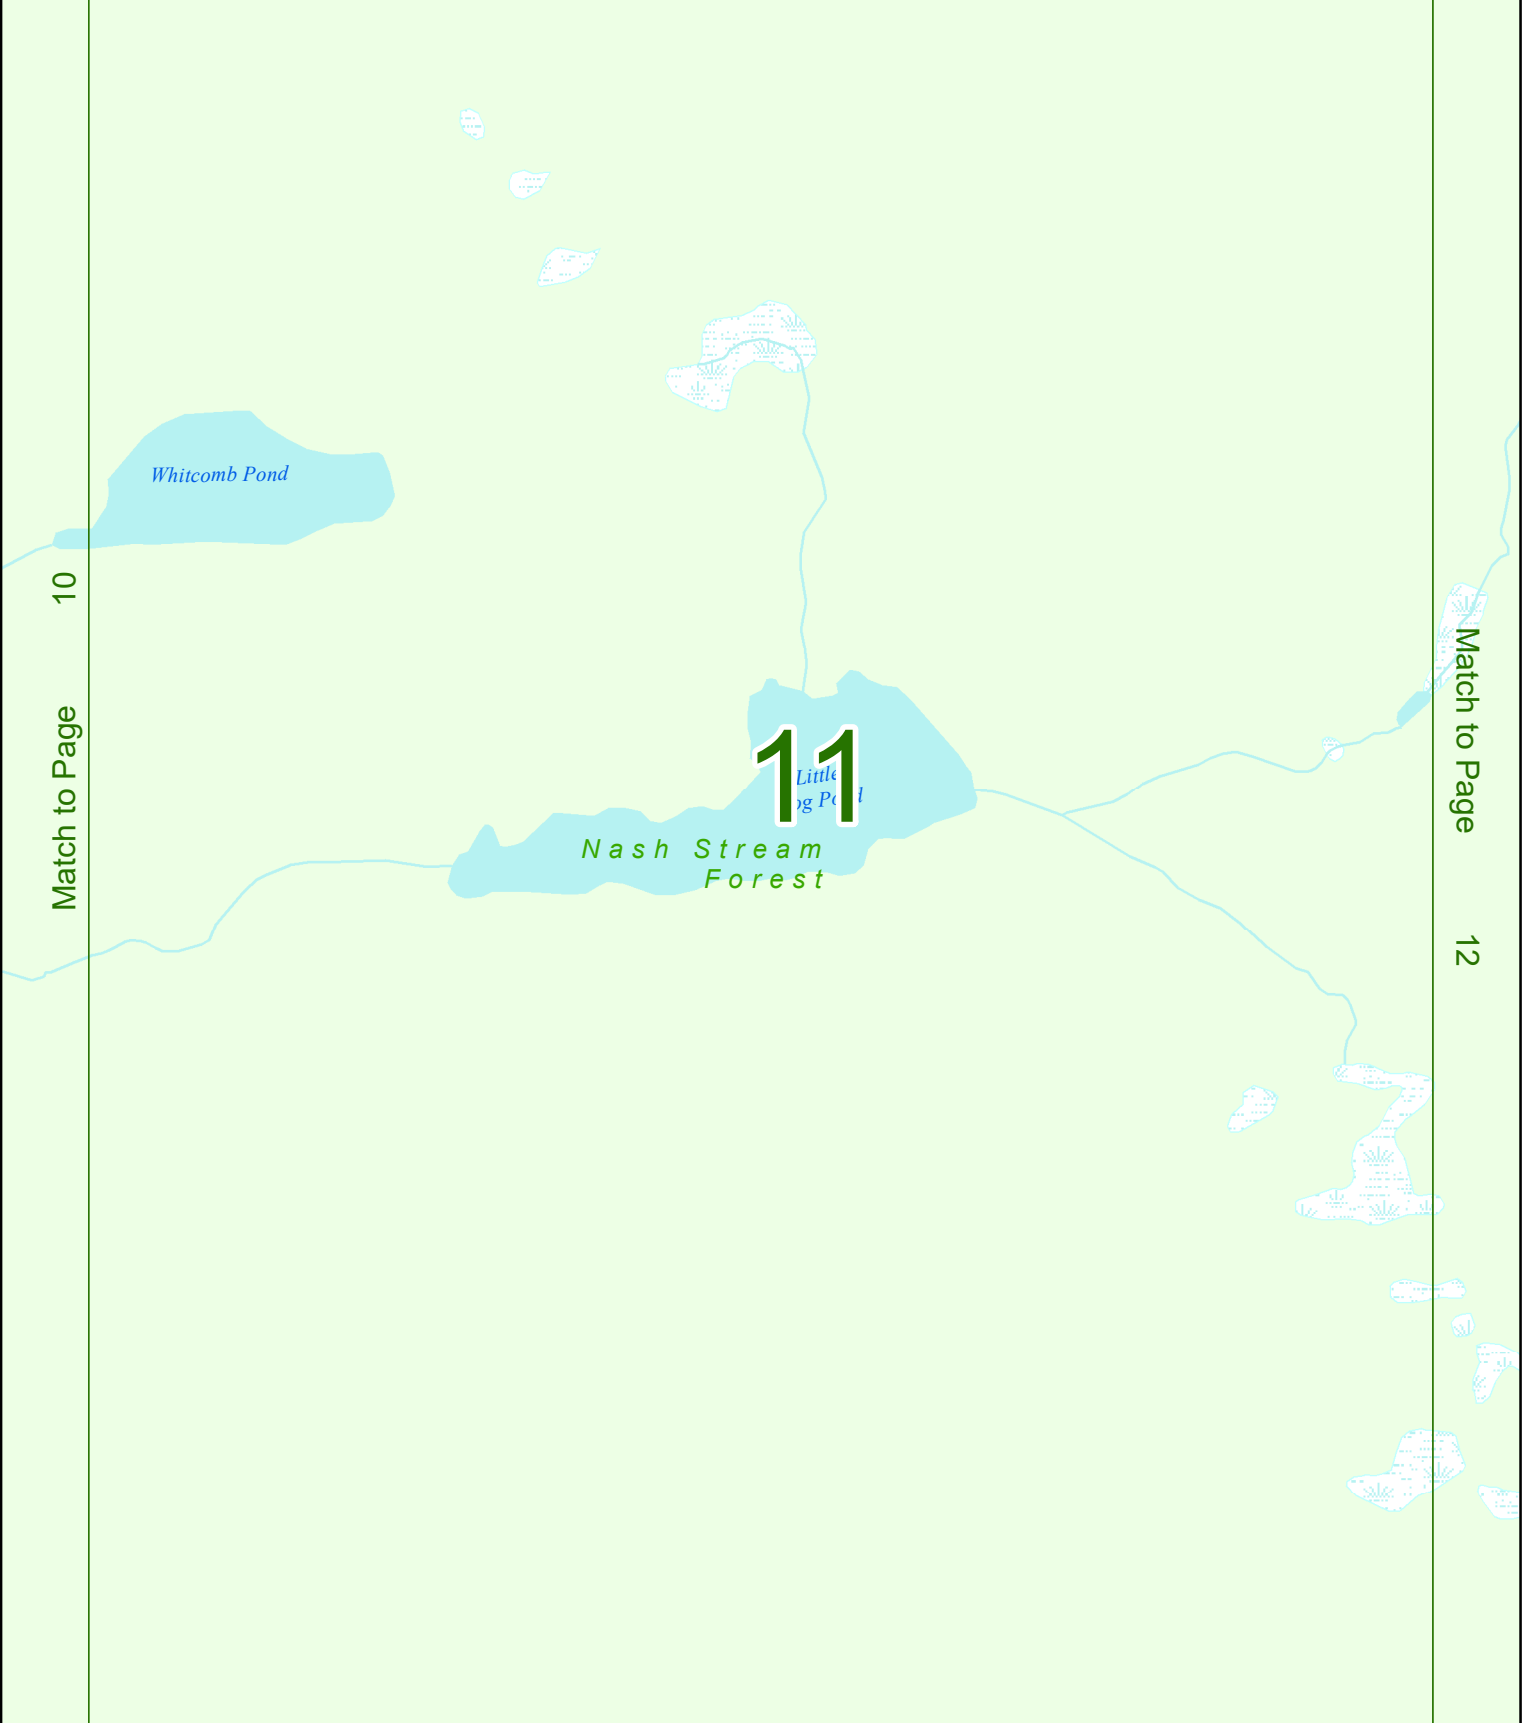 Whitcomb Pond
10
Match to Page
Match to Page
12
11
Little
Nash Stream
Forest